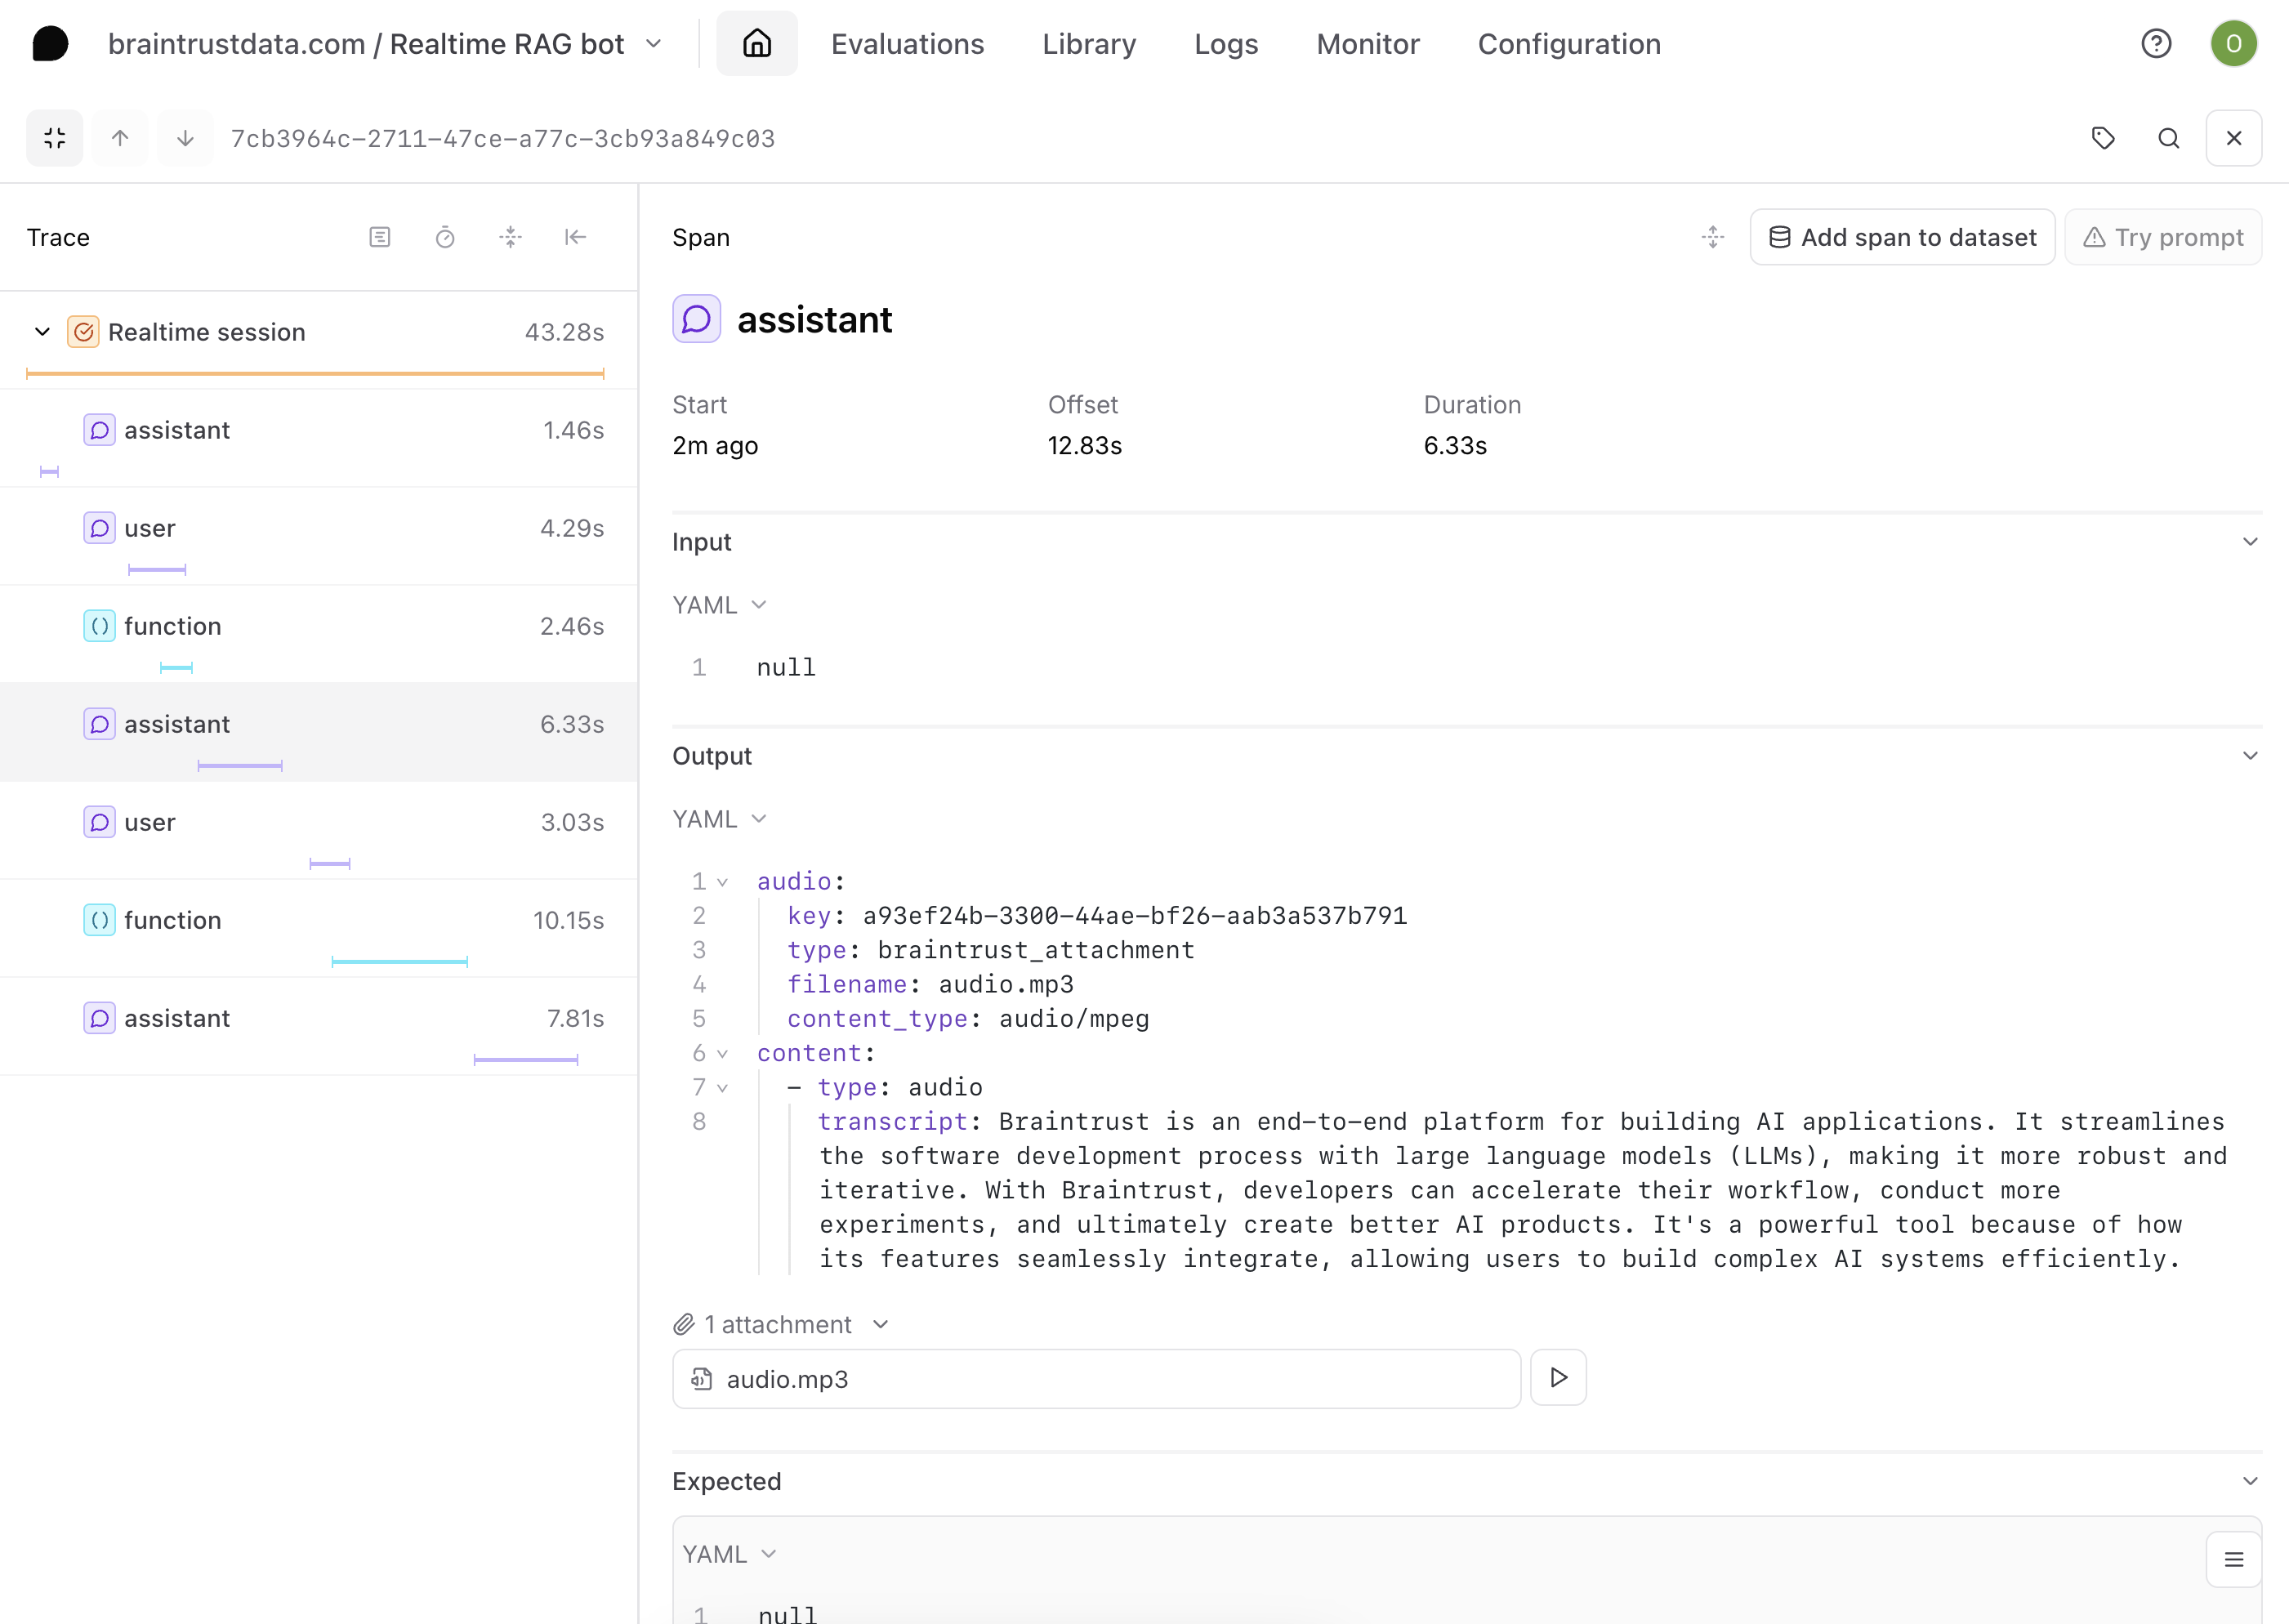 braintrustdata.com / Realtime RAG bot
Evaluations
Library
Logs
Monitor
Configuration
O
7cb3964c-2711-47ce-a77c-3cb93a849c03
Trace
Realtime session 43.28s
assistant 1.46s
user 4.29s
function 2.46s
assistant 6.33s
user 3.03s
function 10.15s
assistant 7.81s
Span
Add span to dataset
Try prompt
assistant
Start Offset Duration
2m ago 12.83s 6.33s
Input
YAML
1 null
Output
YAML
1 audio:
2 key: a93ef24b-3300-44ae-bf26-aab3a537b791
3 type: braintrust_attachment
4 filename: audio.mp3
5 content_type: audio/mpeg
6 content:
7 - type: audio
8 transcript: Braintrust is an end-to-end platform for building AI applications. It streamlines
the software development process with large language models (LLMs), making it more robust and
iterative. With Braintrust, developers can accelerate their workflow, conduct more
experiments, and ultimately create better AI products. It's a powerful tool because of how
its features seamlessly integrate, allowing users to build complex AI systems efficiently.
1 attachment
audio.mp3
Expected
YAML
1 null